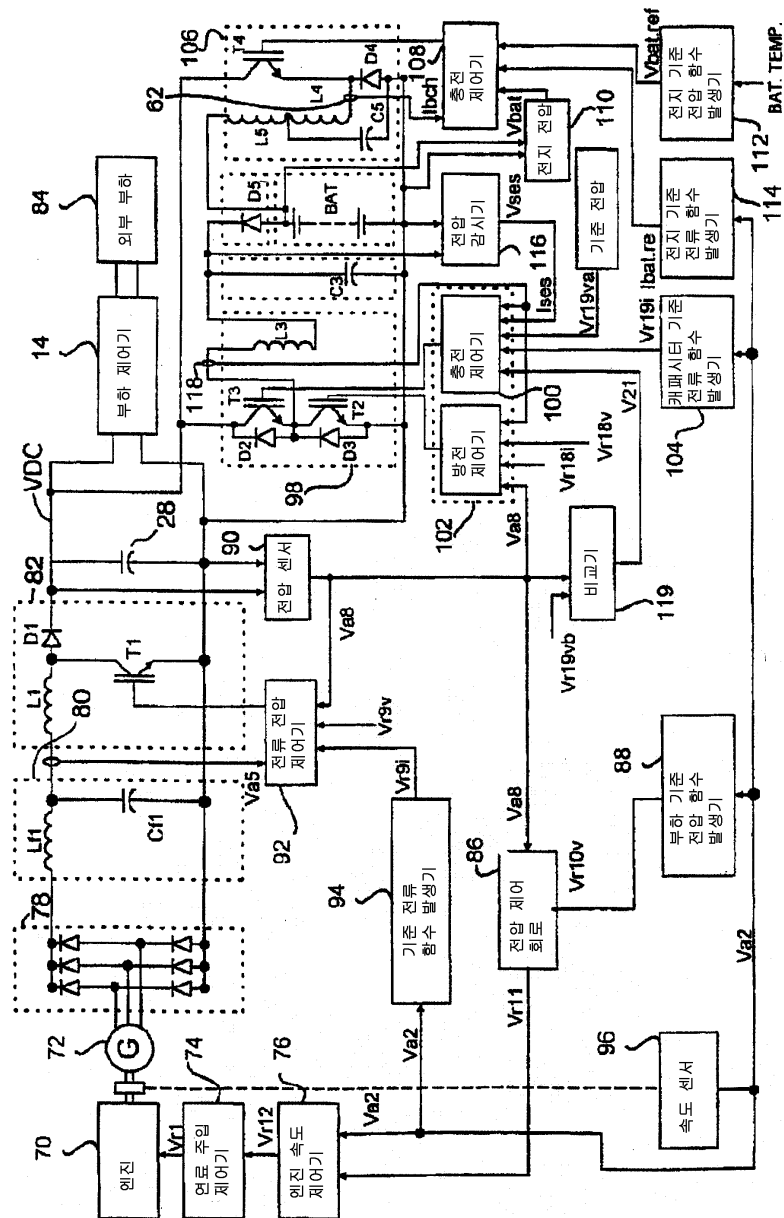 70
엔진
Vr1
74
연료 주입
제어기
Vr12
76
엔진 속도
제어기
72
G
78
Lf1
Cf1
80
L1
D1
82
T1
28
VDC
14
부하 제어기
84
외부 부하
Va5
전류 전압
제어기
92
Vr9v
Vr9i
Va8
90
전압 센서
94
기준 전류
함수 발생기
Va2
Va2
Vr11
86
전압 제어
회로
Va8
Vr10v
88
부하 기준
전압 함수
발생기
96
속도 센서
Va2
Vr19vb
비교기
119
V21
98
D2
T3
D3
T2
118
L3
C3
D5
BAT
62
L5
L4
C5
D4
T4
106
방전
제어기
102
Va8
Vr18i
Vr18v
충전
제어기
100
Ises
전압
감시기
116
Vses
기준 전압
Vr19va
Vr19i
캐패시터 기준
전류 함수
발생기
104
Ibch
충전
제어기
108
Vbat
전지 전압
110
Ibat.re
전지 기준
전류 함수
발생기
114
Vbat.ref
전지 기준
전압 함수
발생기
112
BAT. TEMP.